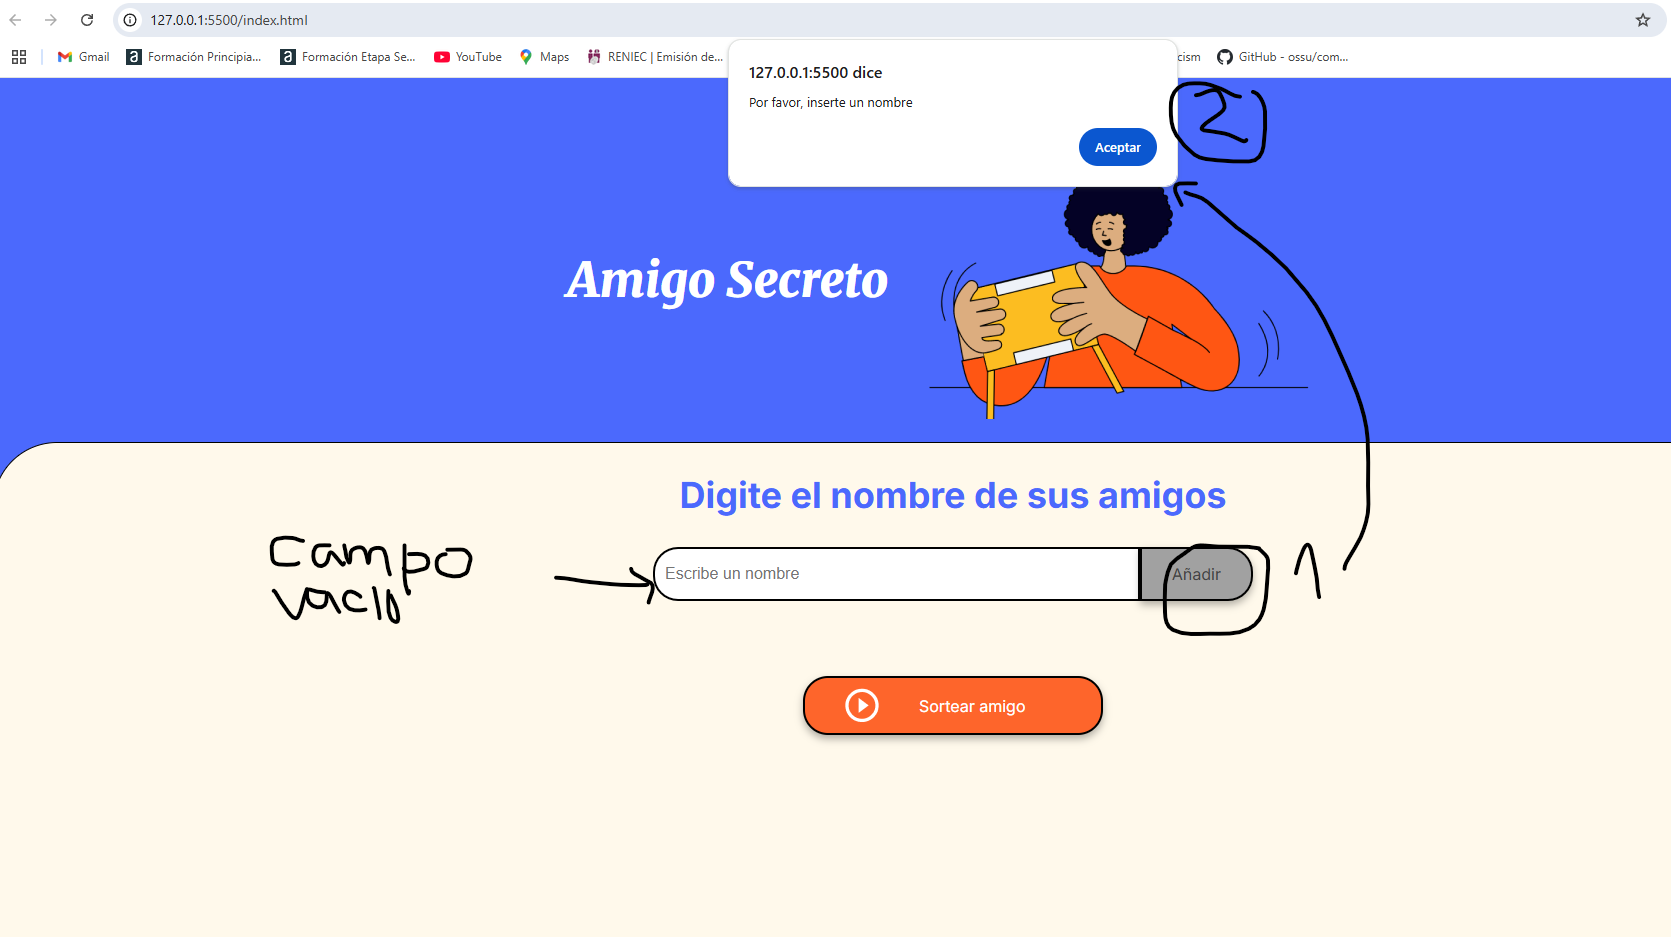 127.0.0.1:5500/index.html
Gmail
Formación Principia...
Formación Etapa Se...
YouTube
Maps
RENIEC | Emisión de...
cism
GitHub - ossu/com...
127.0.0.1:5500 dice
Por favor, inserte un nombre
Aceptar
2
Amigo Secreto
Digite el nombre de sus amigos
campo
vacio
Escribe un nombre
Añadir
1
Sortear amigo